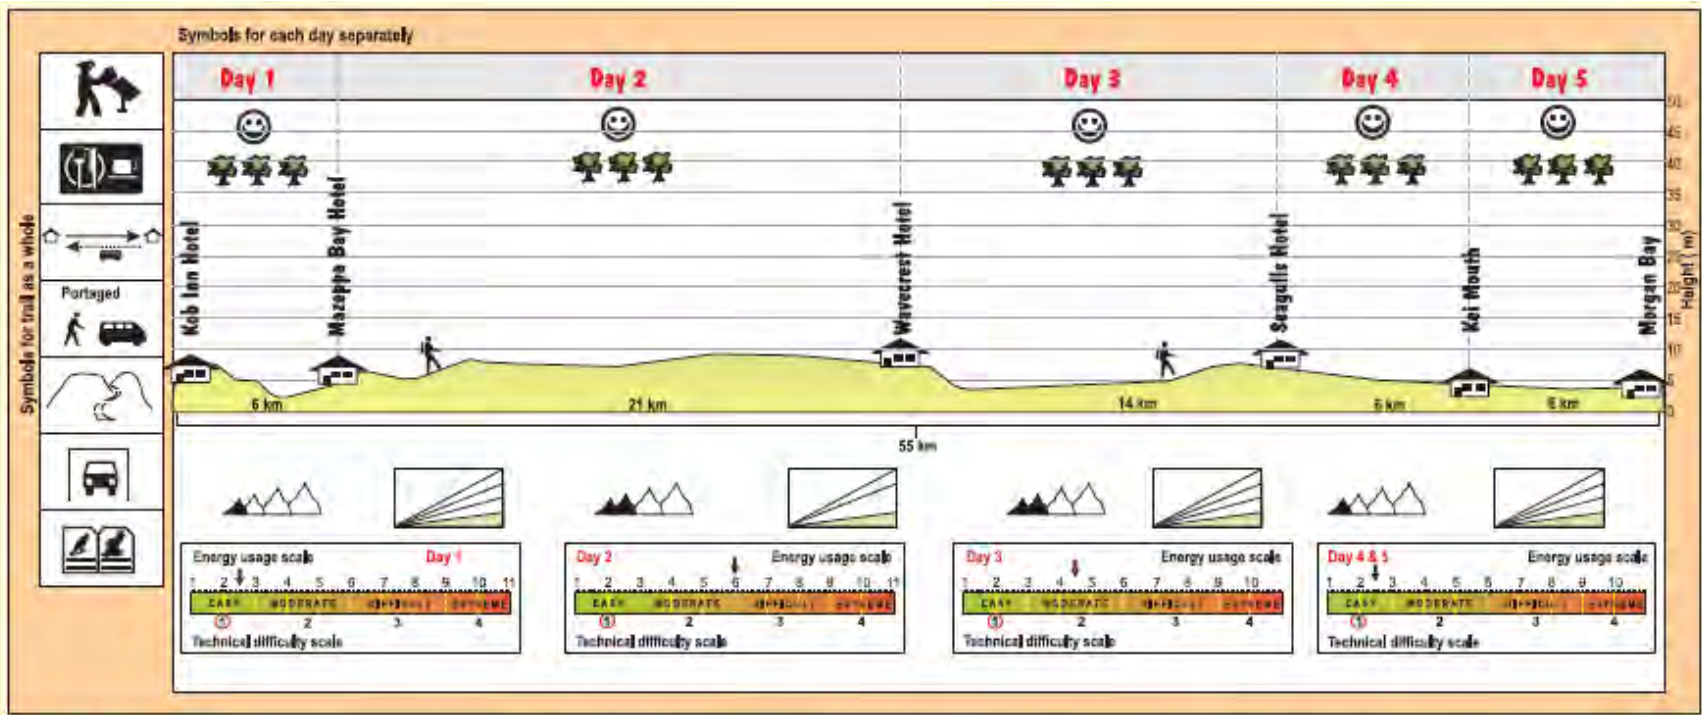 Symbols for each day separately
Day 1
Day 2
Day 3
Day 4
Day 5
Symbols for trail as a whole
Portaged
Kob Inn Hotel
Mazeppa Bay Hotel
Wavecrest Hotel
Seagulls Hotel
Kei Mouth
Morgan Bay
50
45
40
35
30
25
20
15
10
5
0
Height (m)
6 km
21 km
14 km
6 km
6 km
55 km
Energy usage scale Day 1
1 2 3 4 5 6 7 8 9 10 11
EASY MODERATE DIFFICULT EXTREME
1 2 3 4
Technical difficulty scale
Day 2 Energy usage scale
1 2 3 4 5 6 7 8 9 10 11
EASY MODERATE DIFFICULT EXTREME
1 2 3 4
Technical difficulty scale
Day 3 Energy usage scale
1 2 3 4 5 6 7 8 9 10
EASY MODERATE DIFFICULT EXTREME
1 2 3 4
Technical difficulty scale
Day 4 & 5 Energy usage scale
1 2 3 4 5 6 7 8 9 10
EASY MODERATE DIFFICULT EXTREME
1 2 3 4
Technical difficulty scale